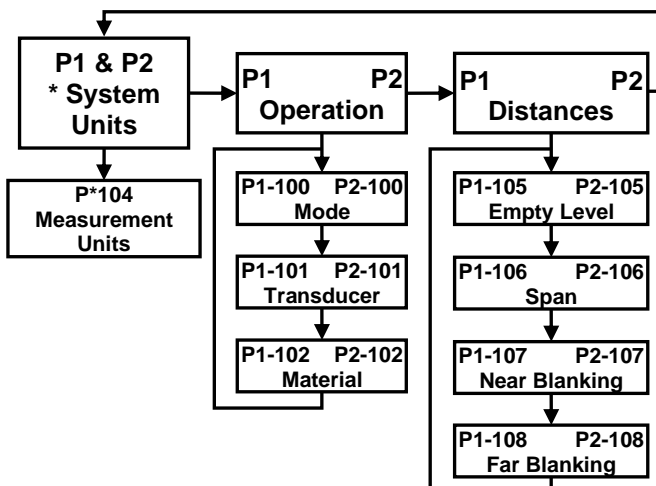 P1 & P2
* System
Units
P*104
Measurement
Units
P1 P2
Operation
P1-100 P2-100
Mode
P1-101 P2-101
Transducer
P1-102 P2-102
Material
P1 P2
Distances
P1-105 P2-105
Empty Level
P1-106 P2-106
Span
P1-107 P2-107
Near Blanking
P1-108 P2-108
Far Blanking